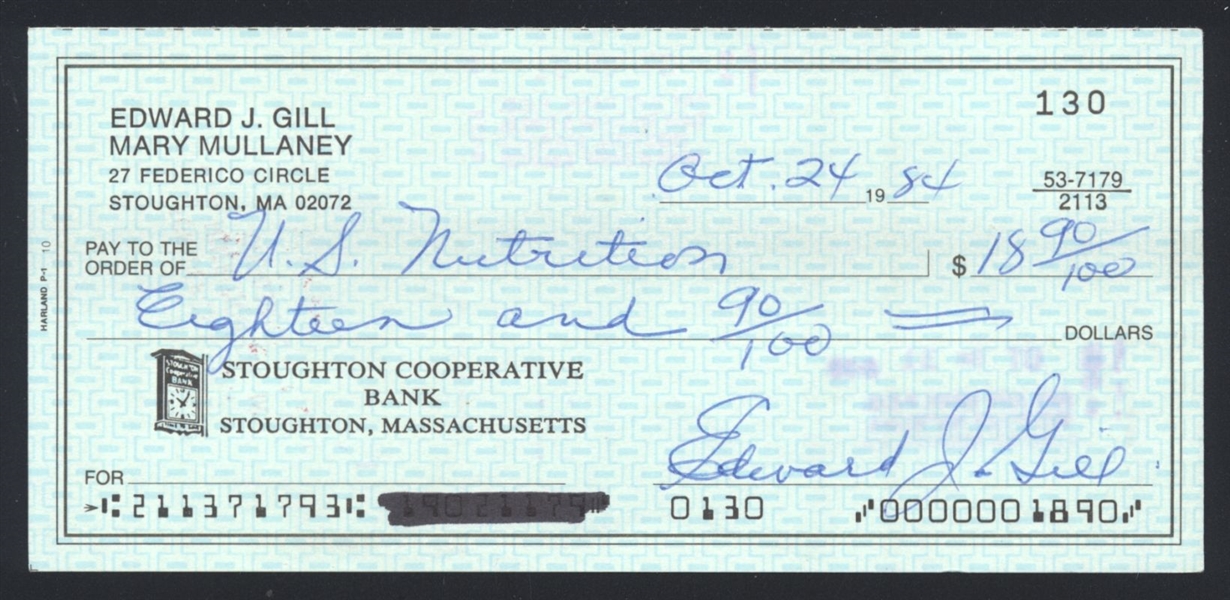 130
EDWARD J. GILL
MARY MULLANEY
27 FEDERICO CIRCLE
STOUGHTON, MA 02072
Oct. 24 19 84
53-7179
2113
PAY TO THE
ORDER OF U.S. Nutrition $ 18 90/100
Eighteen and 90/100 DOLLARS
HARLAND P-1 10
STOUGHTON COOPERATIVE
BANK
STOUGHTON, MASSACHUSETTS
Edward J. Gill
FOR
211371793 0130 0000001890